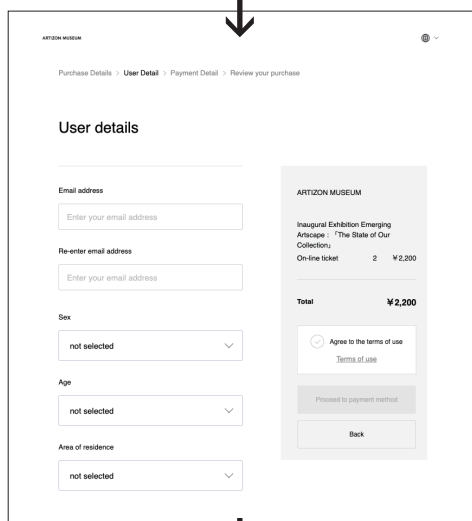 ARTIZON MUSEUM
Purchase Details > User Detail > Payment Detail > Review your purchase
User details
Email address
Enter your email address
Re-enter email address
Enter your email address
Sex
not selected
Age
not selected
Area of residence
not selected
ARTIZON MUSEUM
Inaugural Exhibition Emerging
Artscape : 「The State of Our
Collection」
On-line ticket 2 ¥2,200
Total ¥2,200
Agree to the terms of use
Terms of use
Proceed to payment method
Back